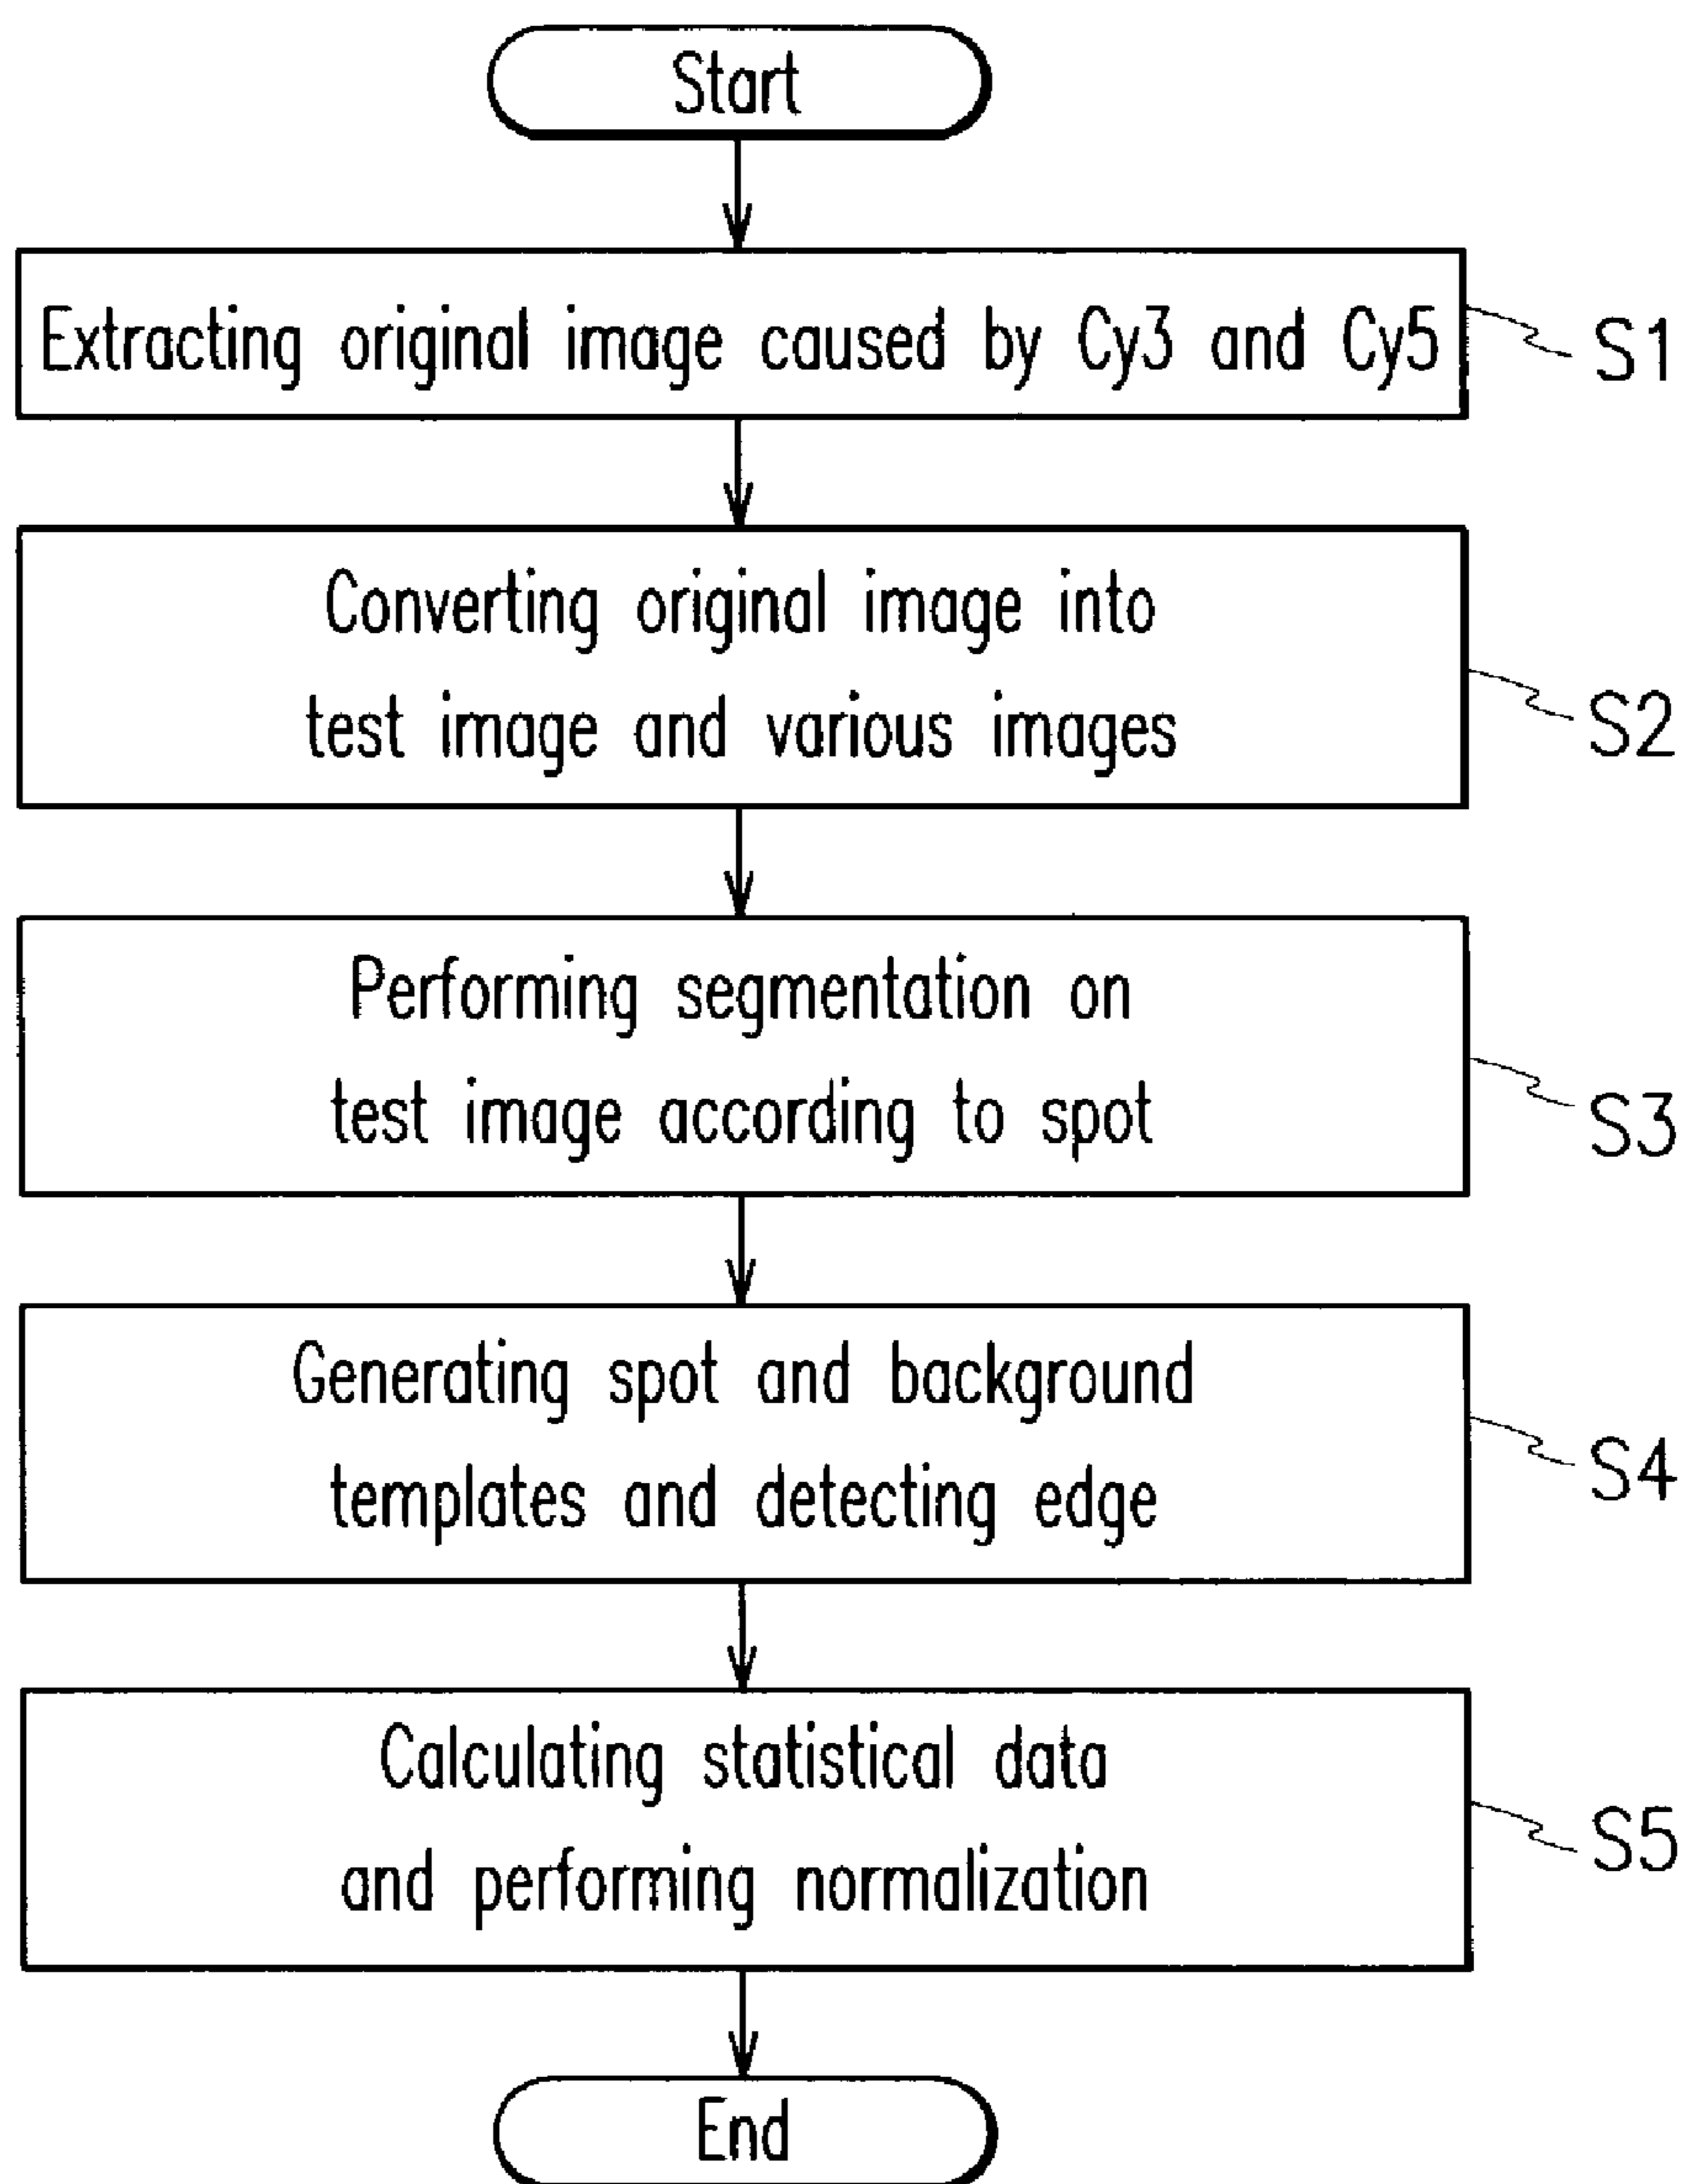 Start
Extracting original image caused by Cy3 and Cy5
S1
Converting original image into
test image and various images
S2
Performing segmentation on
test image according to spot
S3
Generating spot and background
templates and detecting edge
S4
Calculating statistical data
and performing normalization
S5
End